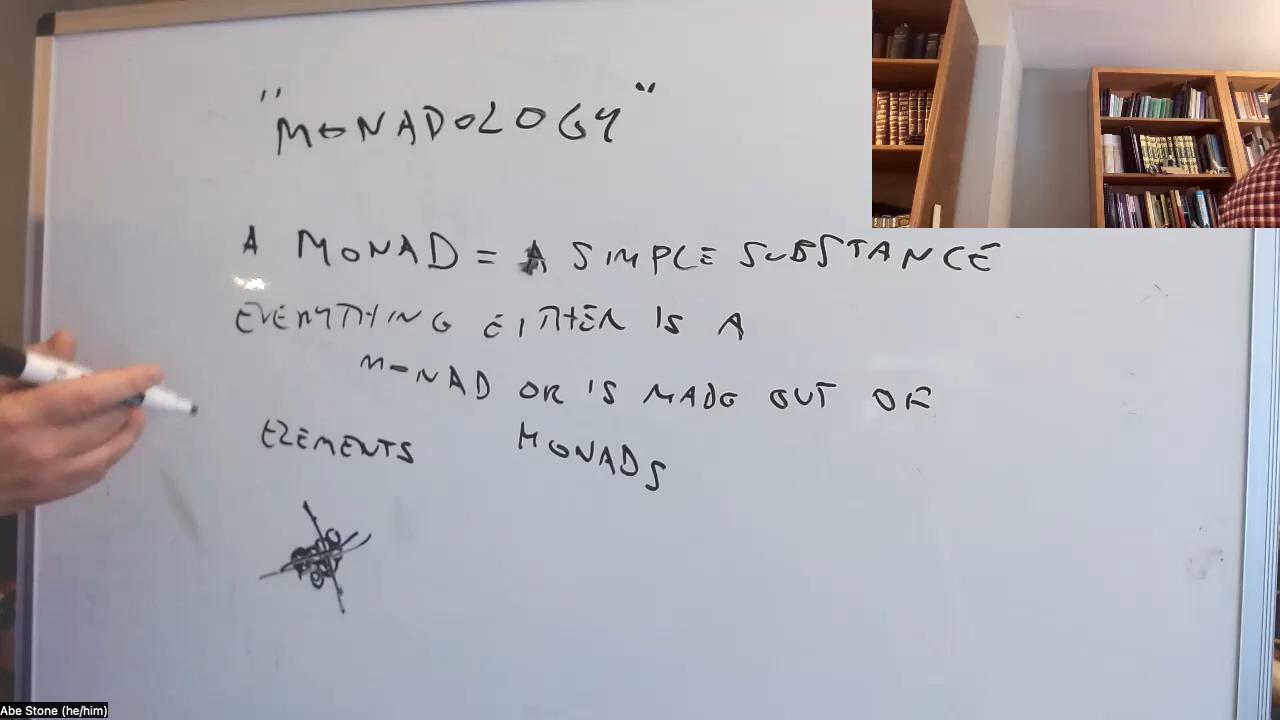 "MONADOLOGY"
A MONAD = A SIMPLE SUBSTANCE
EVERYTHING EITHER IS A
MONAD OR IS MADE OUT OF
ELEMENTS MONADS
Abe Stone (he/him)